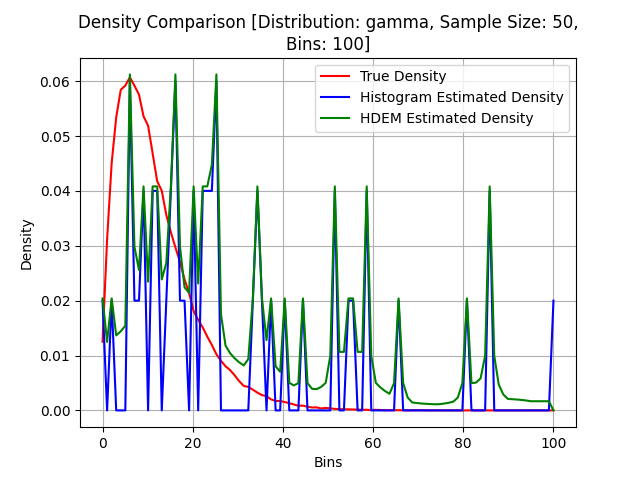 Density Comparison [Distribution: gamma, Sample Size: 50,
Bins: 100]
True Density
Histogram Estimated Density
HDEM Estimated Density
Density
0.06
0.05
0.04
0.03
0.02
0.01
0.00
0 20 40 60 80 100
Bins